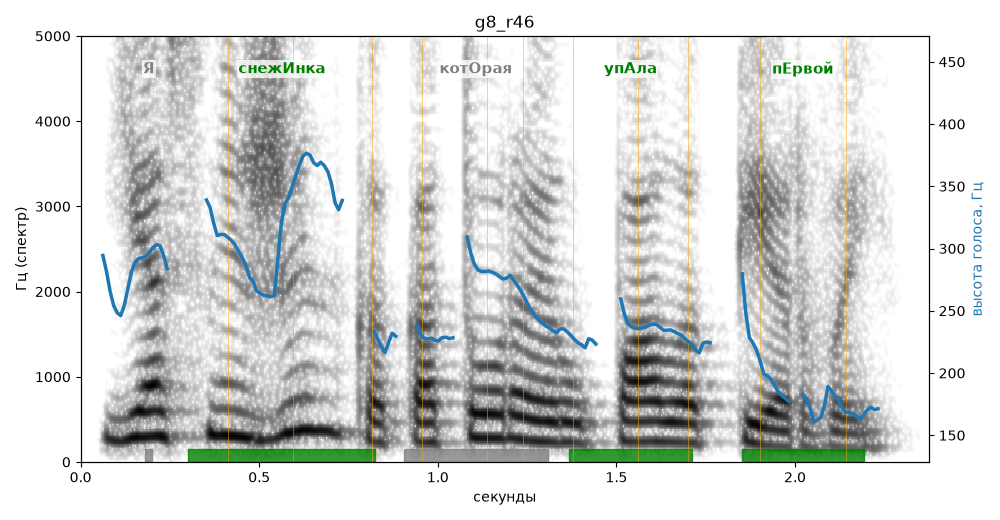 g8_r46
Я снежИнка котОрая упАла пЕрвой
5000
4000
3000
2000
1000
0
Гц (спектр)
450
400
350
300
250
200
150
высота голоса, Гц
0.0 0.5 1.0 1.5 2.0
секунды